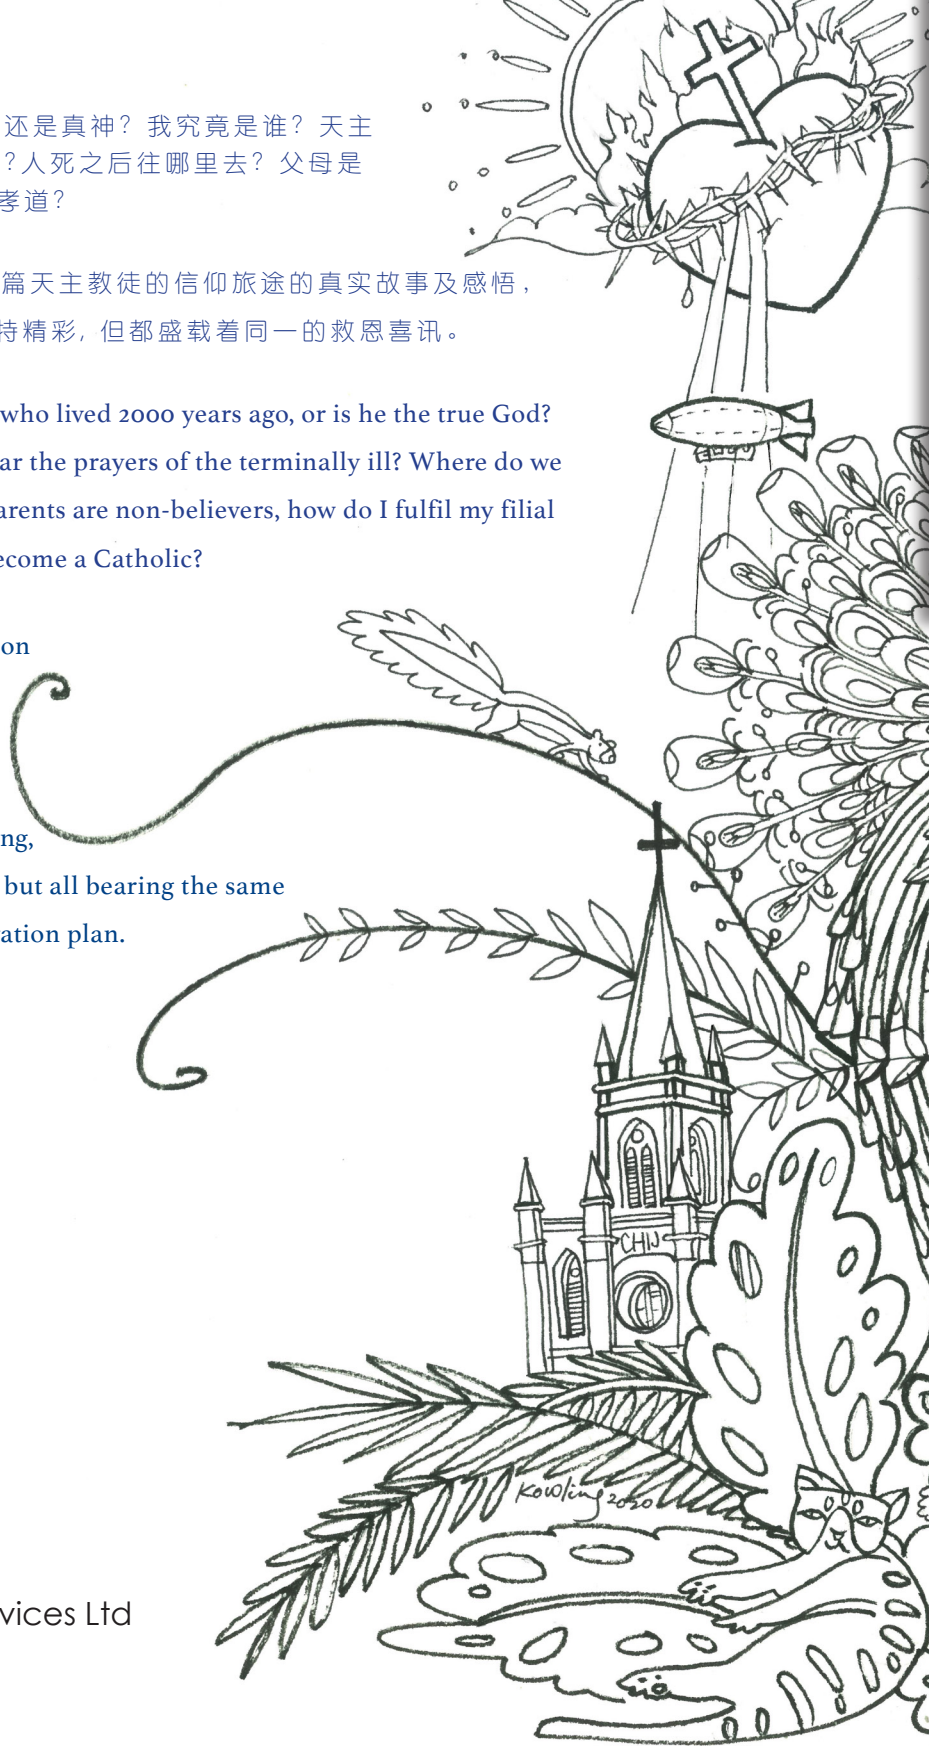 还是真神？我究竟是谁？天主
？人死之后往哪里去？父母是
孝道？
篇天主教徒的信仰旅途的真实故事及感悟，
特精彩，但都盛载着同一的救恩喜讯。
who lived 2000 years ago, or is he the true God?
ar the prayers of the terminally ill? Where do we
arents are non-believers, how do I fulfil my filial
ecome a Catholic?
on
ng,
but all bearing the same
ation plan.
CHIJ
Kowling 2020
vices Ltd